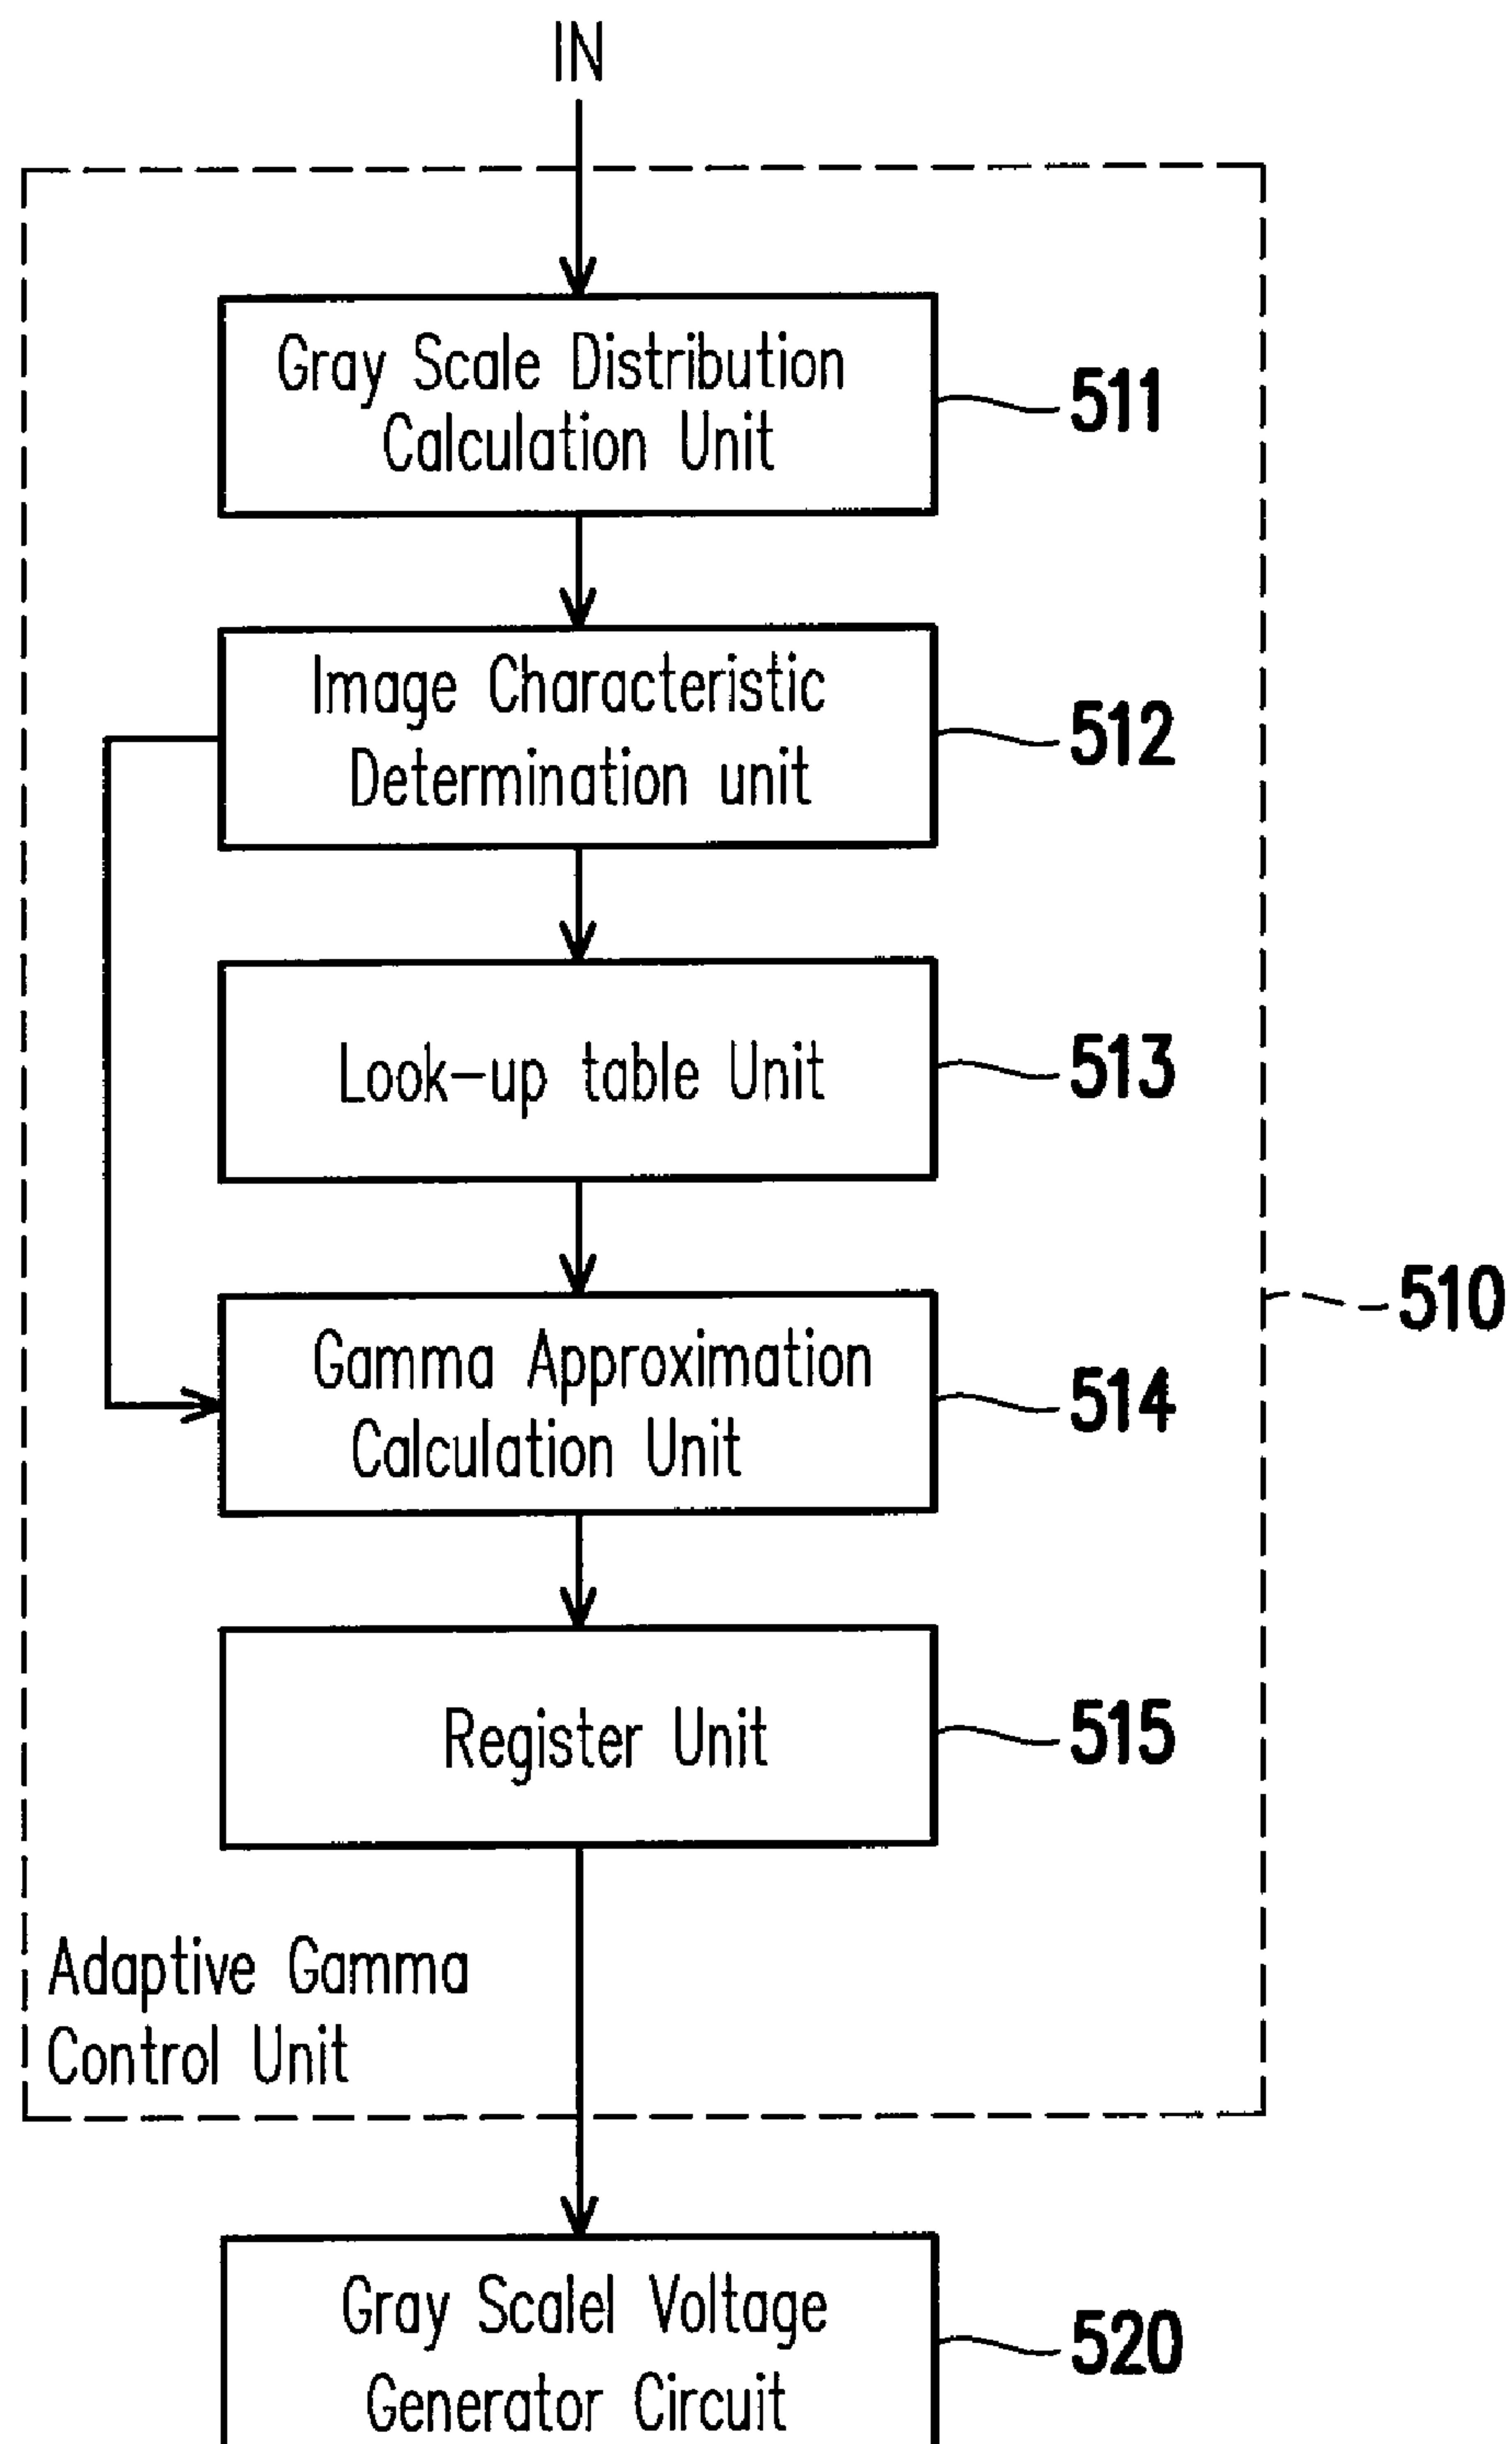 IN
Gray Scale Distribution
Calculation Unit
511
Image Characteristic
Determination unit
512
Look-up table Unit
513
Gamma Approximation
Calculation Unit
514
510
Register Unit
515
Adaptive Gamma
Control Unit
Gray Scalel Voltage
Generator Circuit
520